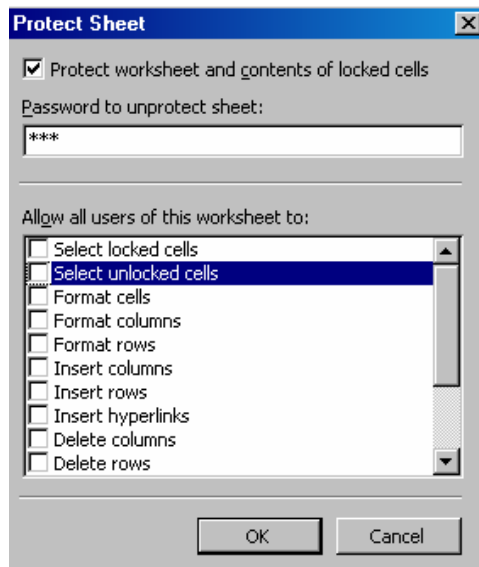 Protect Sheet
Protect worksheet and contents of locked cells
Password to unprotect sheet:
***
Allow all users of this worksheet to:
Select locked cells
Select unlocked cells
Format cells
Format columns
Format rows
Insert columns
Insert rows
Insert hyperlinks
Delete columns
Delete rows
OK Cancel